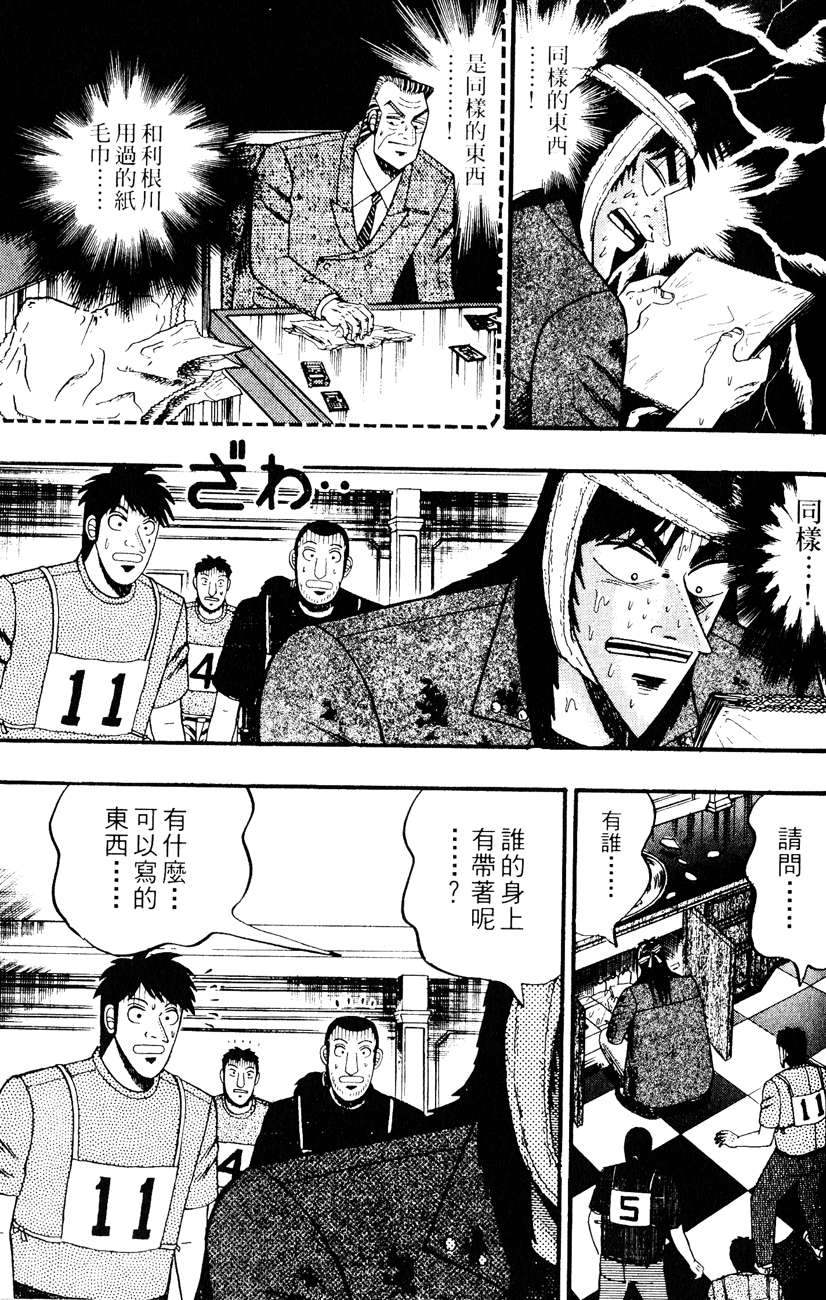 同樣的東西
……！
是同樣的東西
……！
和利根川
用過的紙
毛巾……
同樣…！
ざわ‥
11
4
請問…
有誰…
5
11
誰的身上
有帶著呢
……？
有什麼…
可以寫的
東西……
11
4